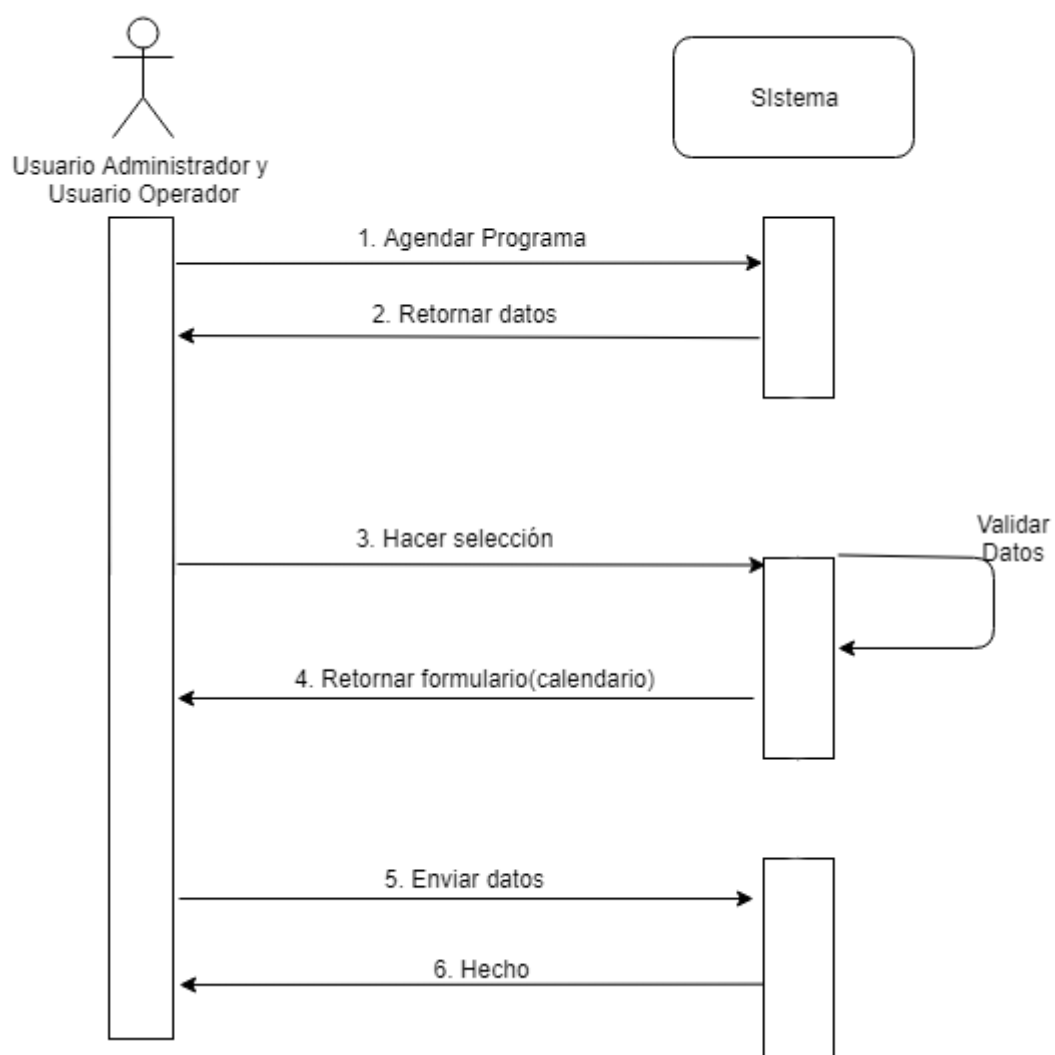 SIstema
Usuario Administrador y
Usuario Operador
1. Agendar Programa
2. Retornar datos
3. Hacer selección
Validar
Datos
4. Retornar formulario(calendario)
5. Enviar datos
6. Hecho